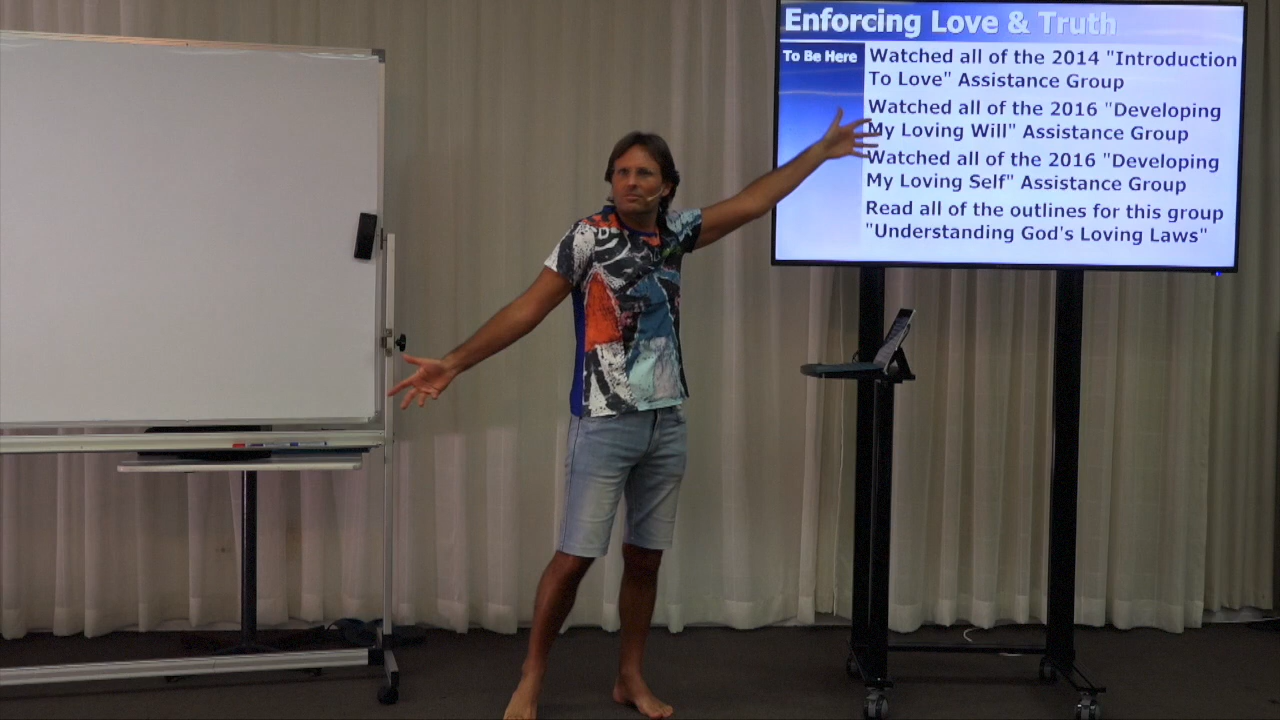 Enforcing Love & Truth
To Be Here
Watched all of the 2014 "Introduction
To Love" Assistance Group
Watched all of the 2016 "Developing
My Loving Will" Assistance Group
Watched all of the 2016 "Developing
My Loving Self" Assistance Group
Read all of the outlines for this group
"Understanding God's Loving Laws"